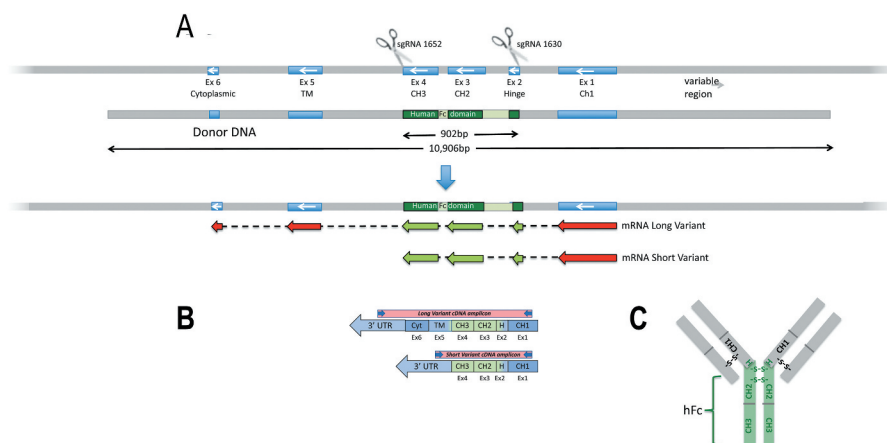 A
sgRNA 1652
sgRNA 1630
Ex 6
Cytoplasmic
Ex 5
TM
Ex 4
CH3
Ex 3
CH2
Ex 2
Hinge
Ex 1
Ch1
variable
region
Human Fc domain
Donor DNA
902bp
10,906bp
Human Fc domain
mRNA Long Variant
mRNA Short Variant
B
Long Variant cDNA amplicon
3' UTR Cyt TM CH3 CH2 H CH1
Ex6 Ex5 Ex4 Ex3 Ex2 Ex1
Short Variant cDNA amplicon
3' UTR CH3 CH2 H CH1
Ex4 Ex3 Ex2 Ex1
C
CH1 CH1
-S-S- -S-S-
H H
-S-S-
-S-S-
hFc
CH2 CH2
CH3 CH3